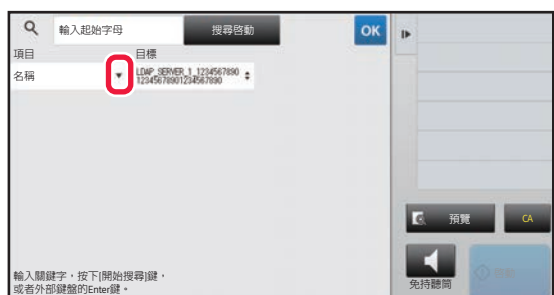 輸入起始字母
搜尋啓動
OK
項目
目標
名稱
LDAP_SERVER_1_1234567890
12345678901234567890
預覽
CA
輸入關鍵字，按下[開始搜尋]鍵，
或者外部鍵盤的Enter鍵。
免持聽筒